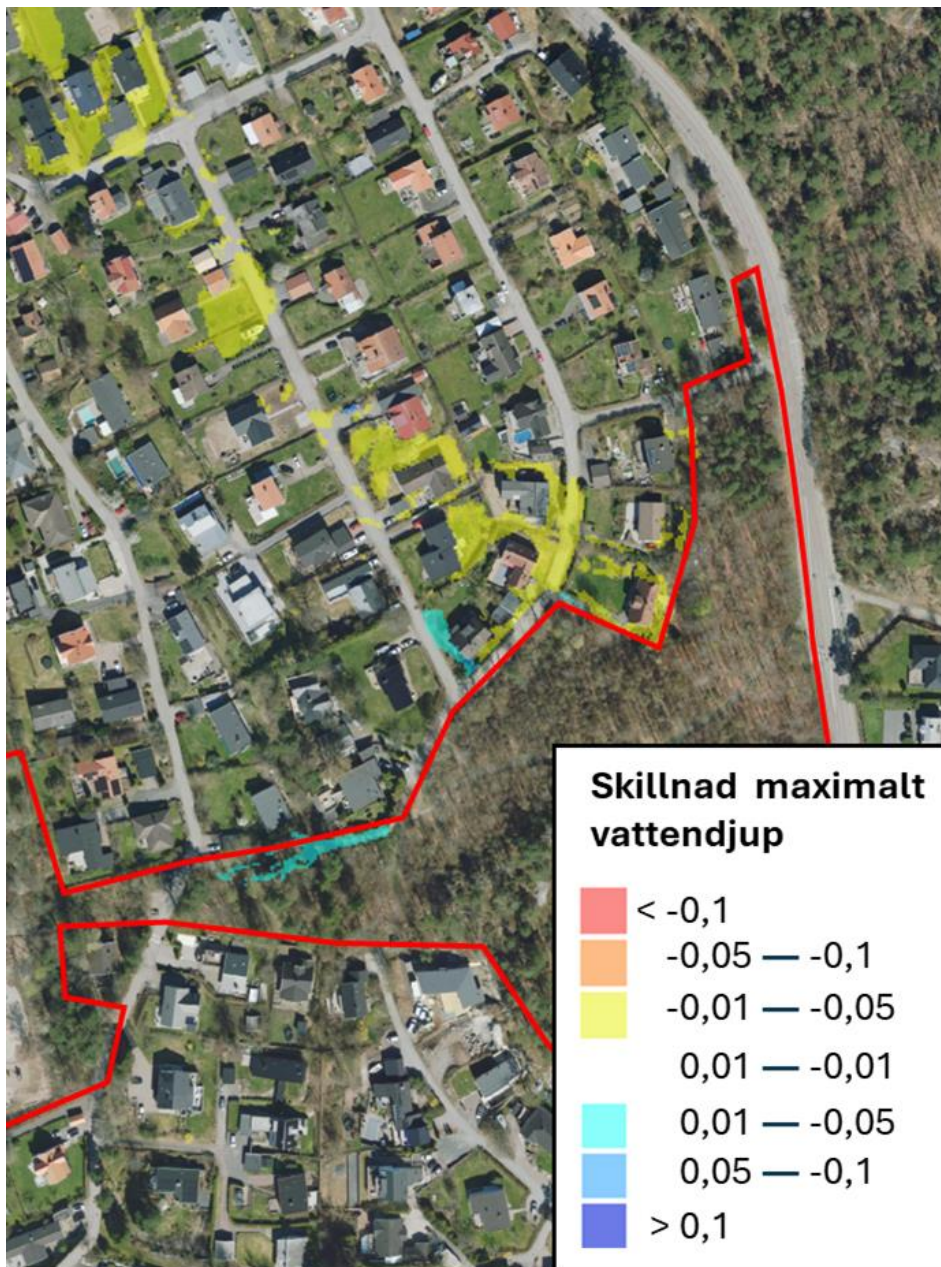 Skillnad maximalt
vattendjup
< -0,1
-0,05 — -0,1
-0,01 — -0,05
0,01 — -0,01
0,01 — -0,05
0,05 — -0,1
> 0,1